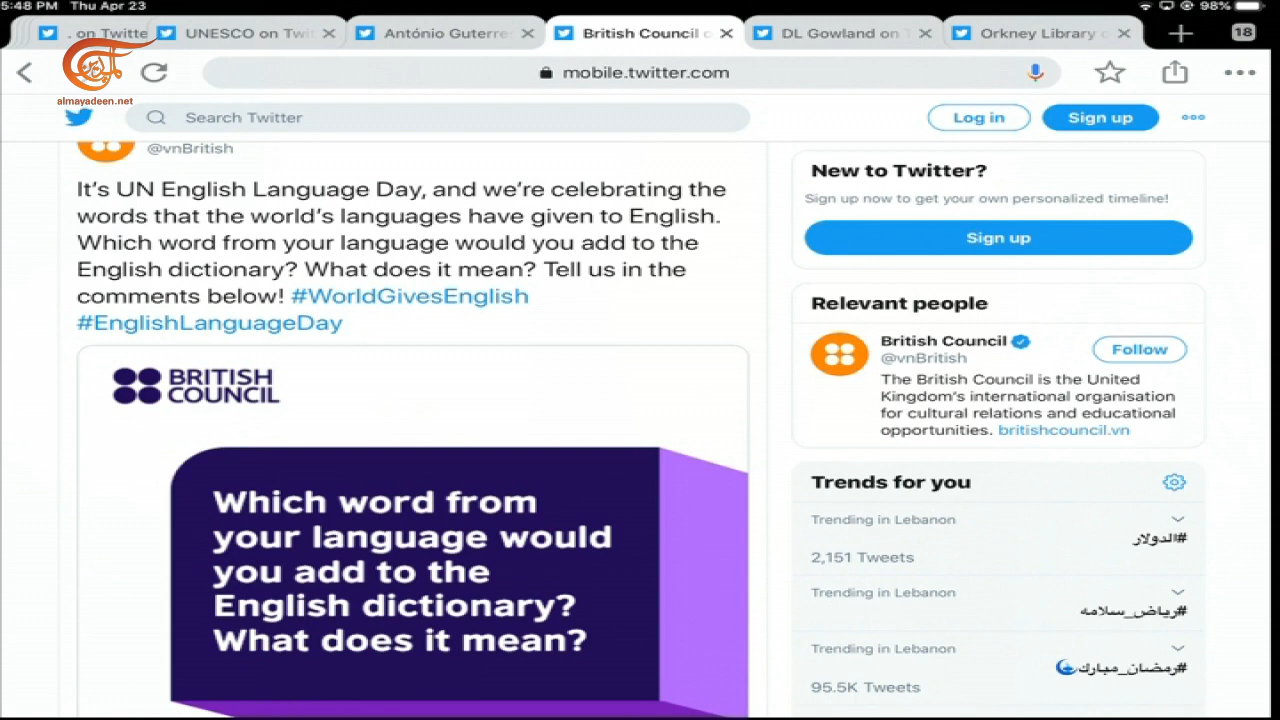 5:48 PM Thu Apr 23
98%
. on Twitte
UNESCO on Twi
António Guterre
British Council o
DL Gowland on
Orkney Library
18
mobile.twitter.com
الميادين
almayadeen.net
Search Twitter
Log in
Sign up
@vnBritish
It's UN English Language Day, and we're celebrating the
words that the world's languages have given to English.
Which word from your language would you add to the
English dictionary? What does it mean? Tell us in the
comments below! #WorldGivesEnglish
#EnglishLanguageDay
BRITISH
COUNCIL
Which word from
your language would
you add to the
English dictionary?
What does it mean?
New to Twitter?
Sign up now to get your own personalized timeline!
Sign up
Relevant people
British Council
@vnBritish
Follow
The British Council is the United
Kingdom's international organisation
for cultural relations and educational
opportunities. britishcouncil.vn
Trends for you
Trending in Lebanon
#الدولار
2,151 Tweets
Trending in Lebanon
#رياض_سلامه
Trending in Lebanon
#رمضان_مبارك
95.5K Tweets